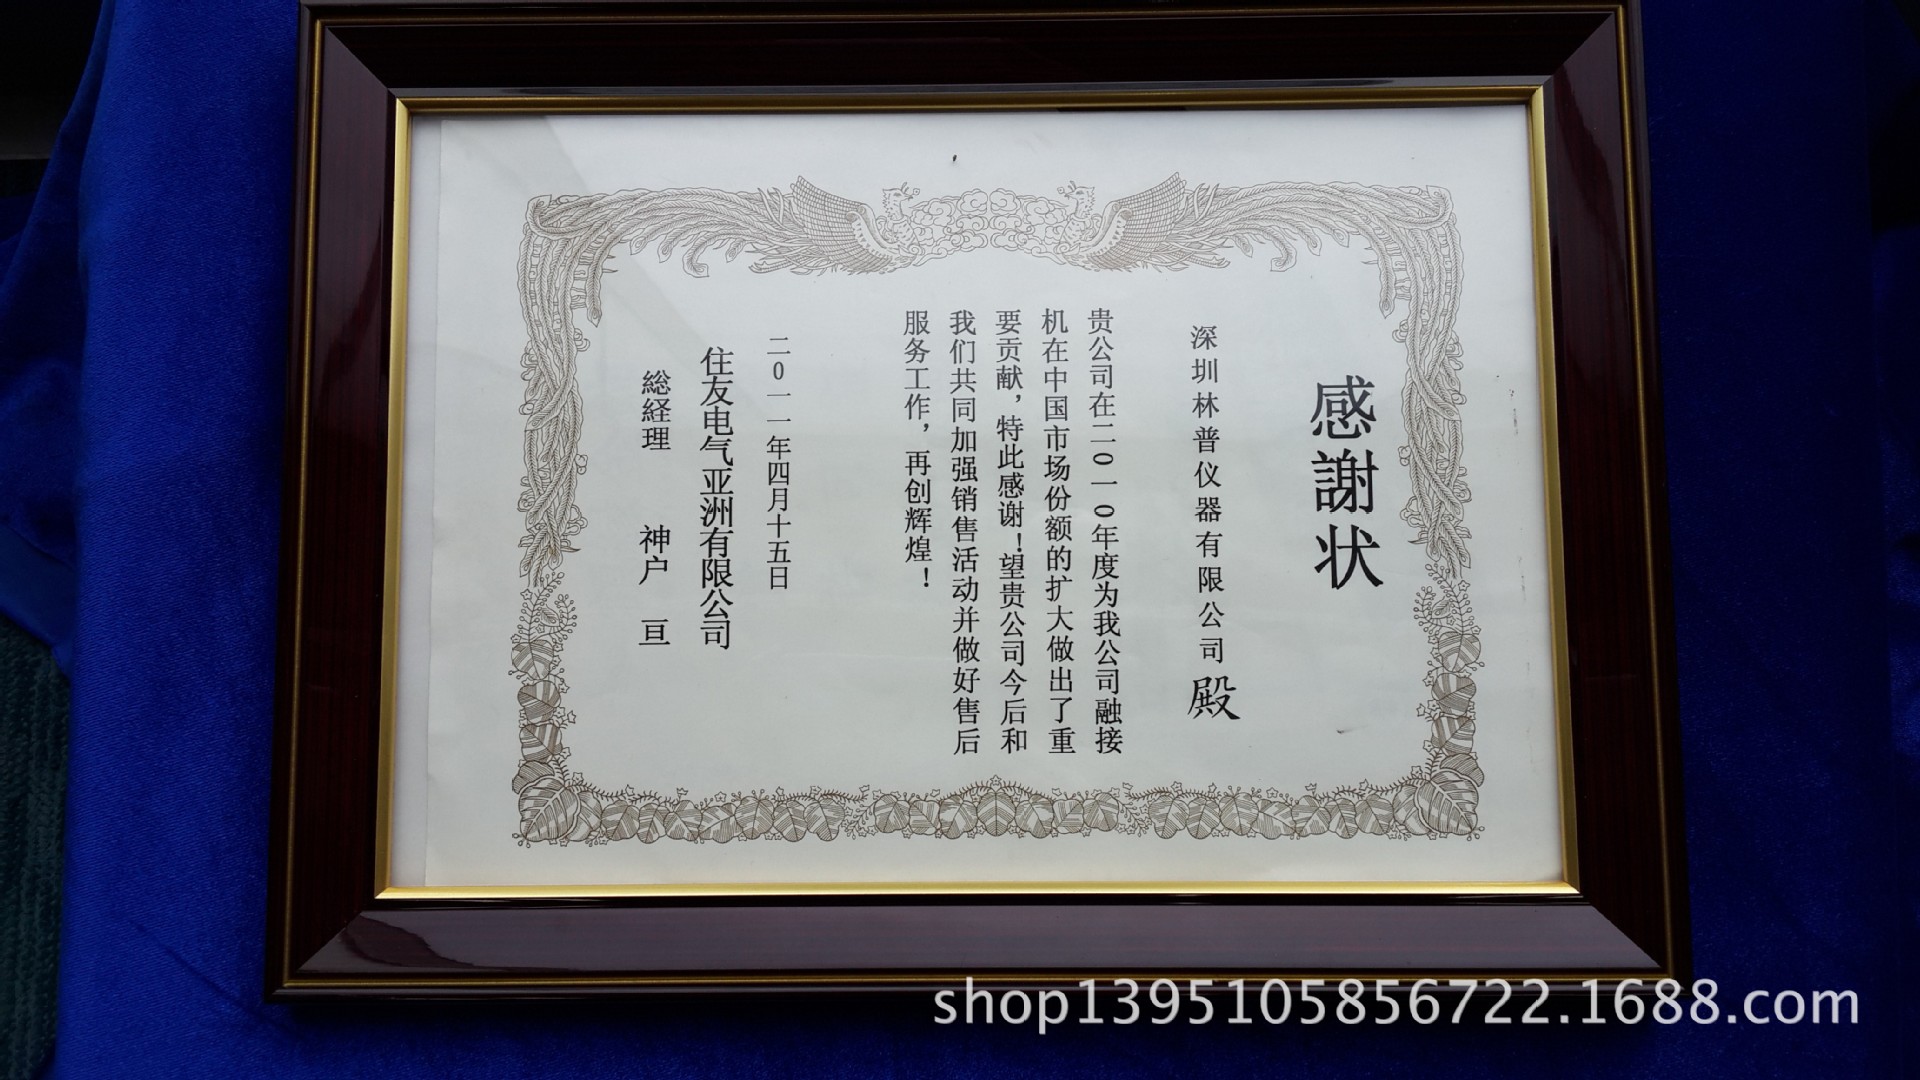 感謝状
深圳林普仪器有限公司 殿
贵公司在二0一0年度为我公司融接
机在中国市场份额的扩大做出了重
要贡献，特此感谢！望贵公司今后和
我们共同加强销售活动并做好售后
服务工作，再创辉煌！
二0一一年四月十五日
住友电气亚洲有限公司
総経理 神户 亘
shop1395105856722.1688.com